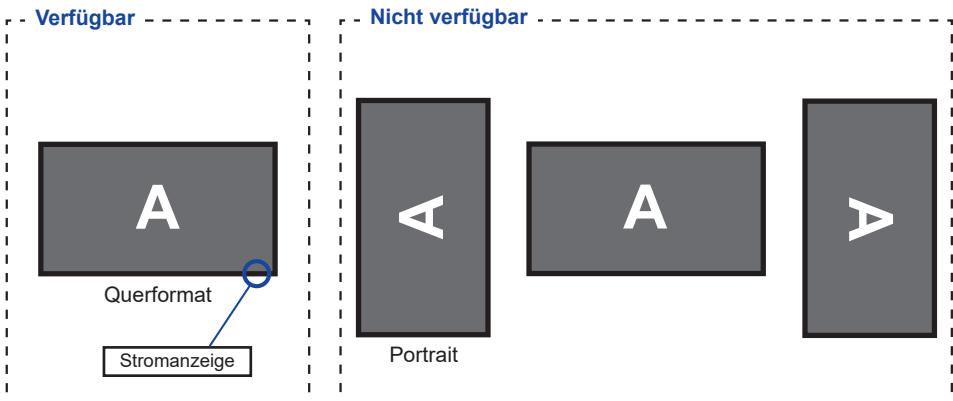 Verfügbar
Nicht verfügbar
A
A
A
A
Querformat
Portrait
Stromanzeige